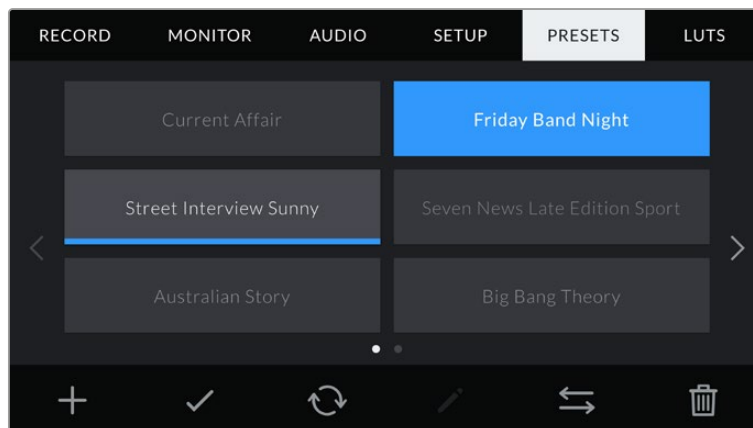 RECORD MONITOR AUDIO SETUP PRESETS LUTS
Current Affair Friday Band Night
Street Interview Sunny Seven News Late Edition Sport
Australian Story Big Bang Theory